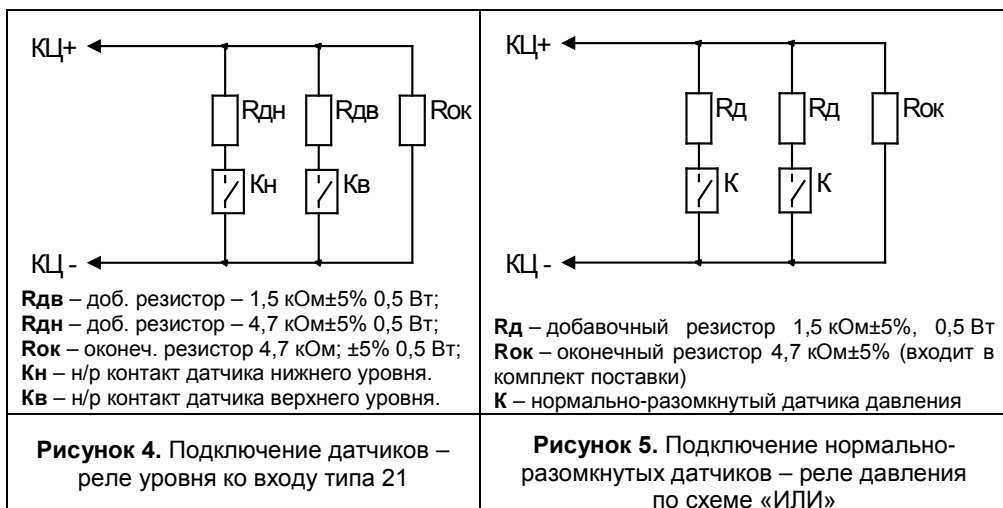 КЦ+
Rдн
Rдв
Rок
Кн
Кв
КЦ -
Rдв – доб. резистор – 1,5 кОм±5% 0,5 Вт;
Rдн – доб. резистор – 4,7 кОм±5% 0,5 Вт;
Rок – оконеч. резистор 4,7 кОм; ±5% 0,5 Вт;
Кн – н/р контакт датчика нижнего уровня.
Кв – н/р контакт датчика верхнего уровня.
КЦ+
Rд
Rд
Rок
К
К
КЦ -
Rд – добавочный резистор 1,5 кОм±5%, 0,5 Вт
Rок – оконечный резистор 4,7 кОм±5% (входит в
комплект поставки)
К – нормально-разомкнутый датчика давления
Рисунок 4. Подключение датчиков –
реле уровня ко входу типа 21
Рисунок 5. Подключение нормально-
разомкнутых датчиков – реле давления
по схеме «ИЛИ»